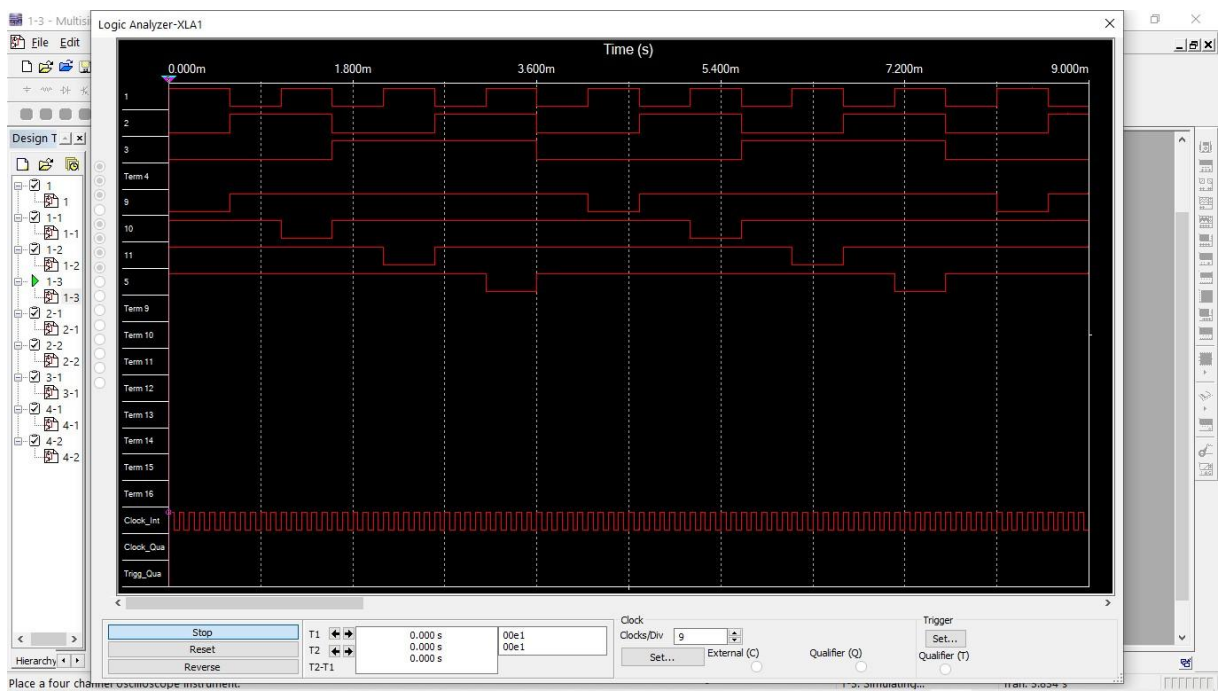 1-3 - Multisi
File Edit
Design T
1
1
1-1
1-1
1-2
1-2
1-3
1-3
2-1
2-1
2-2
2-2
3-1
3-1
4-1
4-1
4-2
4-2
Hierarchy
Logic Analyzer-XLA1
Time (s)
0.000m 1.800m 3.600m 5.400m 7.200m 9.000m
1
2
3
Term 4
9
10
11
5
Term 9
Term 10
Term 11
Term 12
Term 13
Term 14
Term 15
Term 16
Clock_Int
Clock_Qua
Trigg_Qua
Stop
Reset
Reverse
T1 0.000 s 00e1
T2 0.000 s 00e1
T2-T1 0.000 s
Clock
Clocks/Div 9
Set... External (C) Qualifier (Q)
Trigger
Set...
Qualifier (T)
Place a four channel oscilloscope instrument. 1-3: Simulating... Tran: 3.854 s